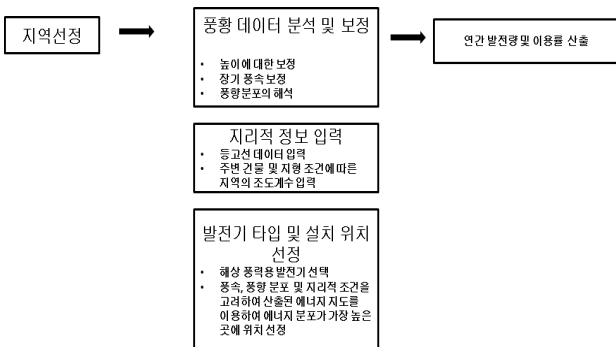 지역선정
풍황 데이터 분석 및 보정
• 높이에 대한 보정
• 장기 풍속 보정
• 풍향분포의 해석
연간 발전량 및 이용률 산출
지리적 정보 입력
• 등고선 데이터 입력
• 주변 건물 및 지형 조건에 따른
지역의 조도계수 입력
발전기 타입 및 설치 위치
선정
• 해상 풍력용 발전기 선택
• 풍속, 풍향 분포 및 지리적 조건을
고려하여 산출된 에너지 지도를
이용하여 에너지 분포가 가장 높은
곳에 위치 선정